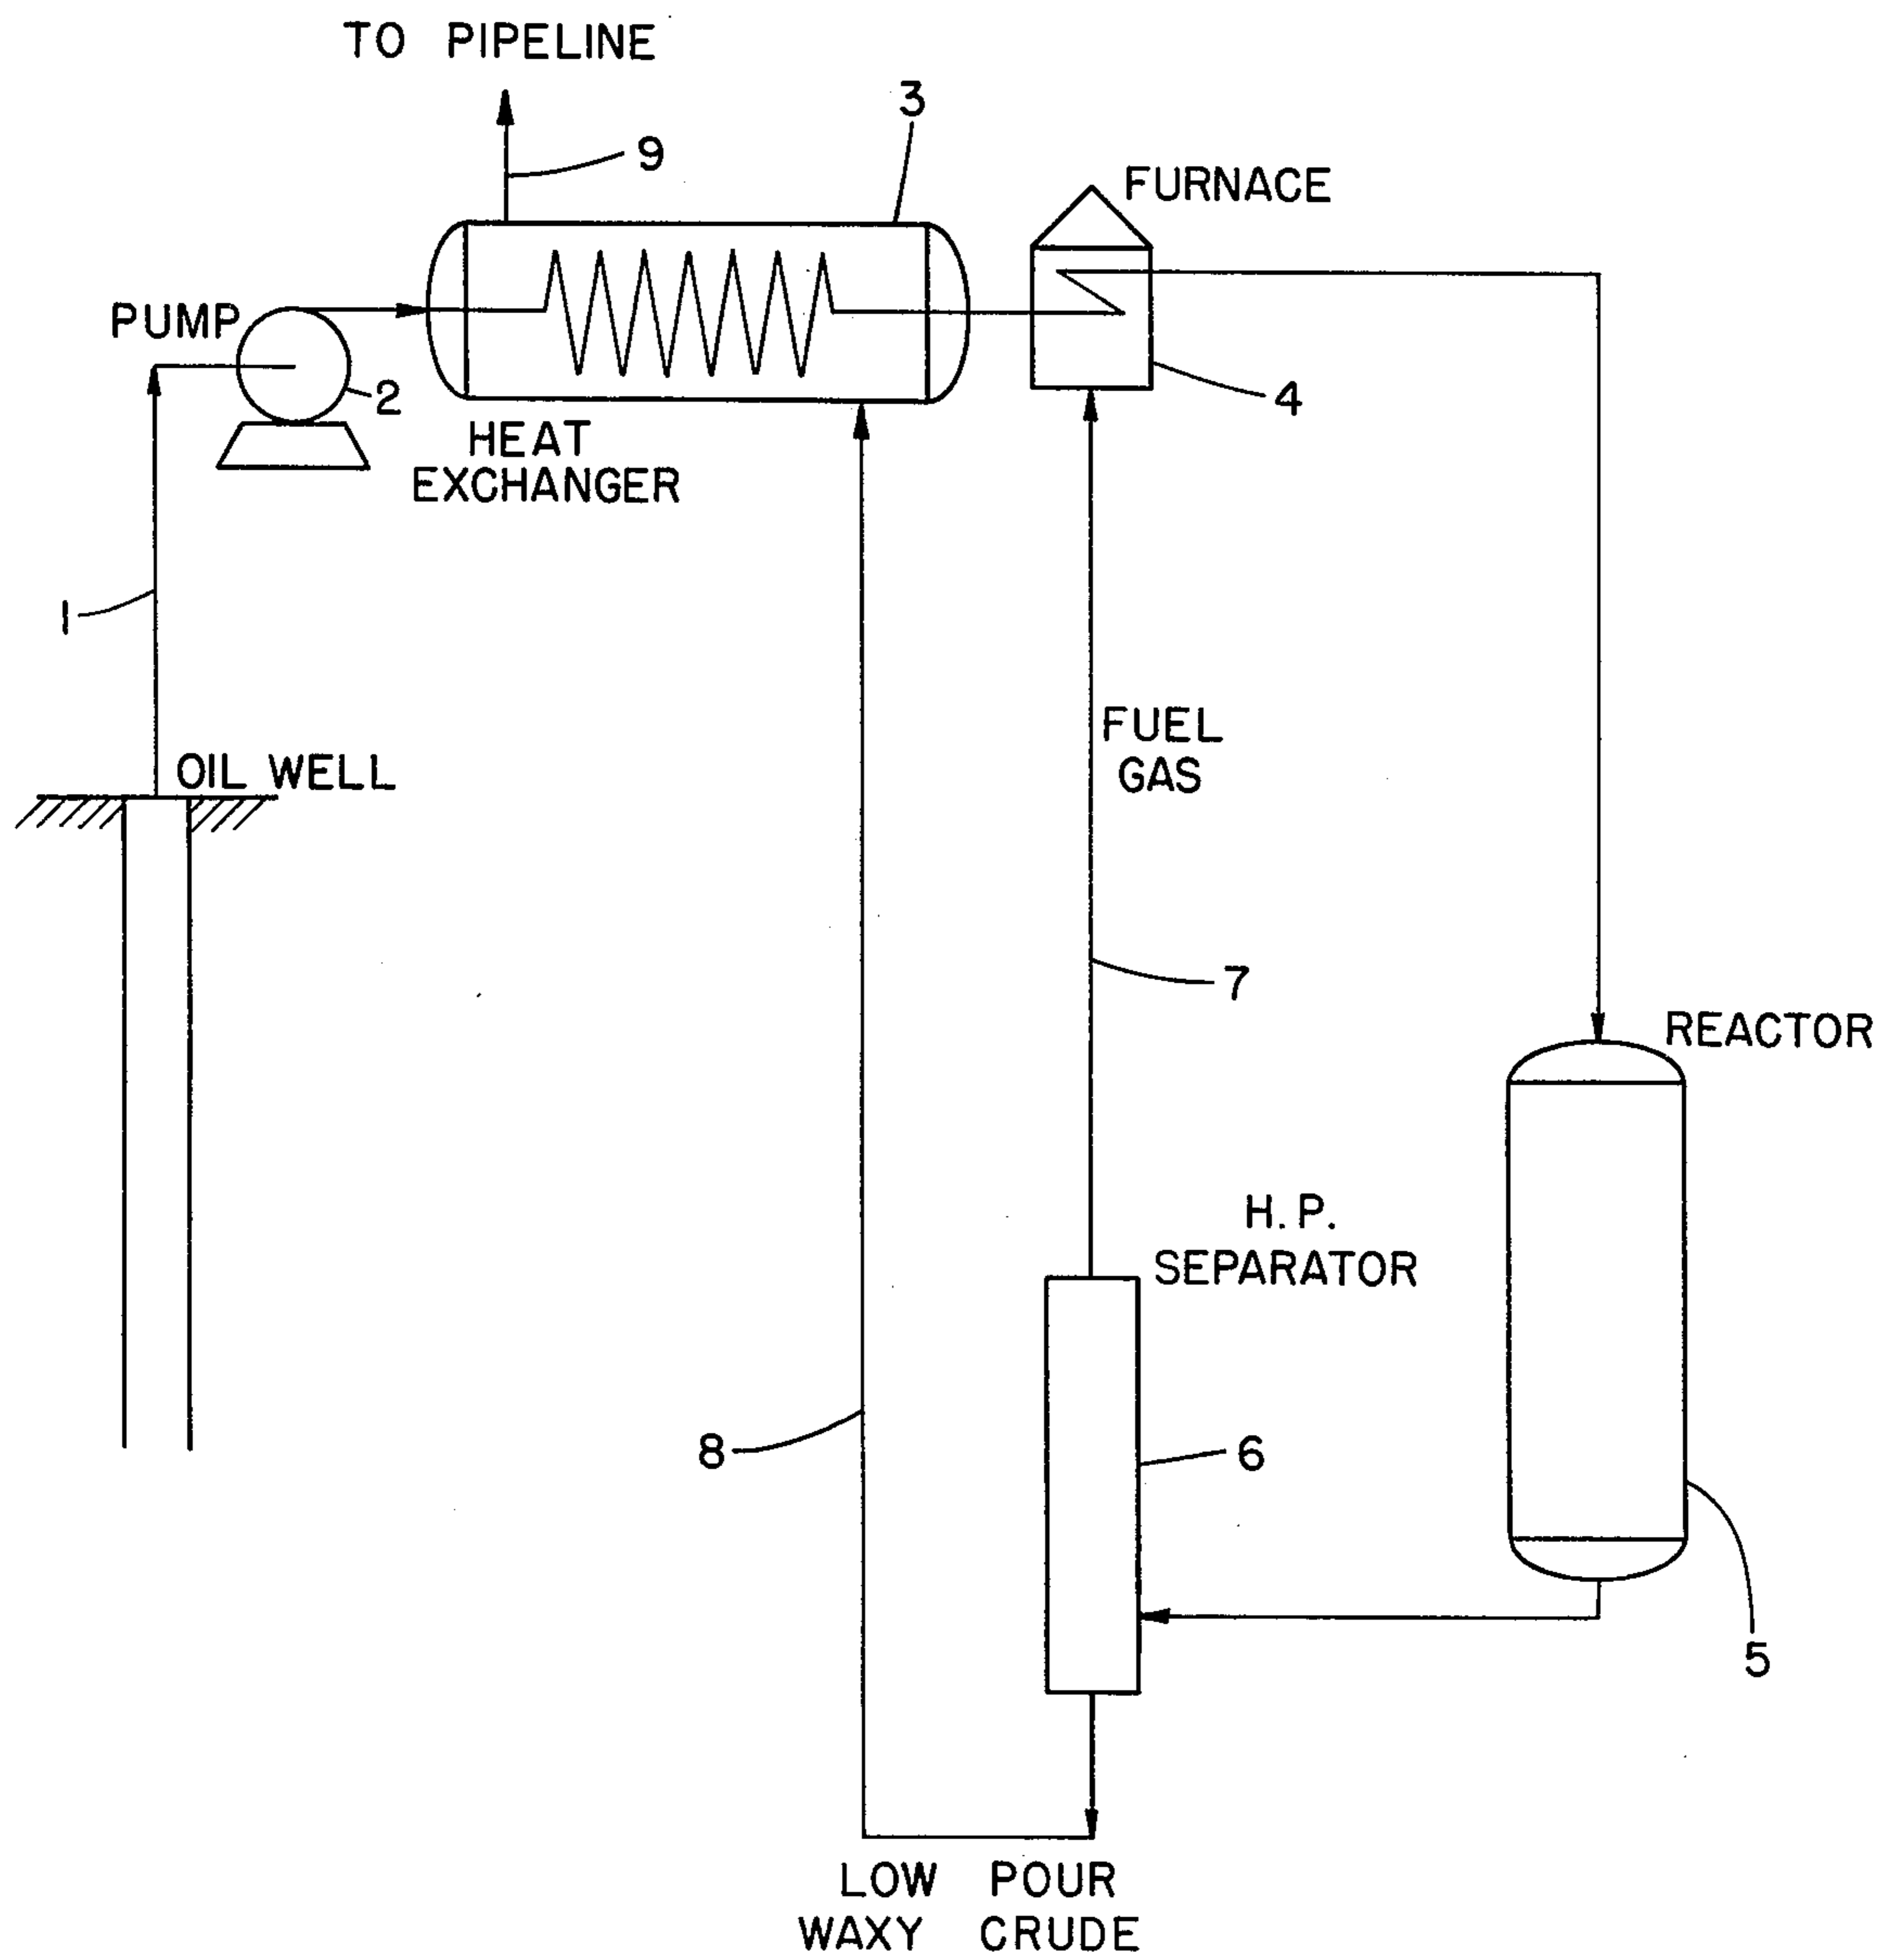 TO PIPELINE
3
9
FURNACE
PUMP
2
4
HEAT
EXCHANGER
1
FUEL
GAS
OIL WELL
7
REACTOR
H. P.
SEPARATOR
8
6
5
LOW POUR
WAXY CRUDE